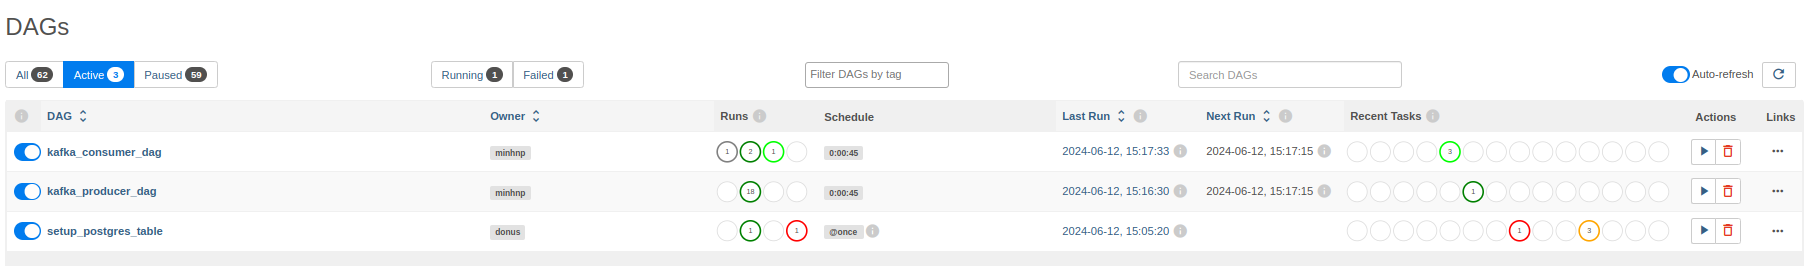 DAGs
All 62 Active 3 Paused 59 Running 1 Failed 1 Filter DAGs by tag Search DAGs Auto-refresh
DAG Owner Runs Schedule Last Run Next Run Recent Tasks Actions Links
kafka_consumer_dag minhnp 1 2 1 0:00:45 2024-06-12, 15:17:33 2024-06-12, 15:17:15 3
kafka_producer_dag minhnp 18 0:00:45 2024-06-12, 15:16:30 2024-06-12, 15:17:15 1
setup_postgres_table donus 1 1 @once 2024-06-12, 15:05:20 1 3